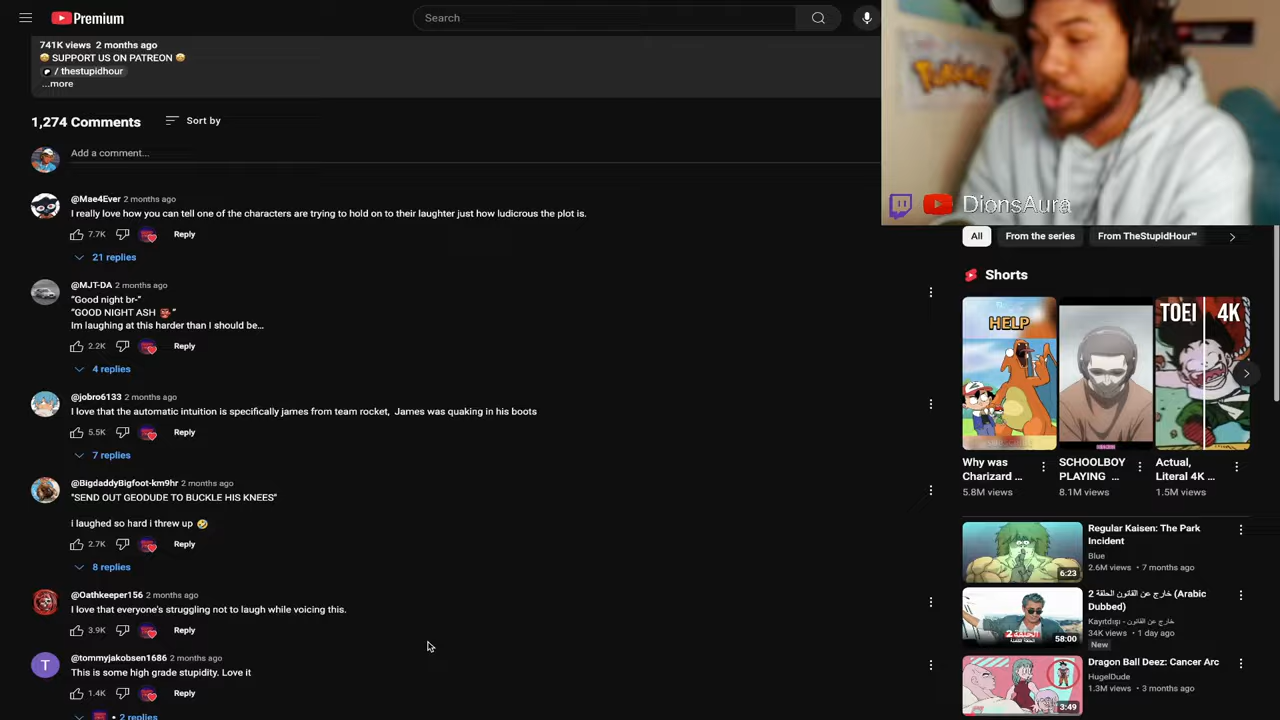 Premium
Search
741K views 2 months ago
SUPPORT US ON PATREON
/ thestupidhour
...more
1,274 Comments
Sort by
Add a comment...
@Mae4Ever 2 months ago
I really love how you can tell one of the characters are trying to hold on to their laughter just how ludicrous the plot is.
7.7K Reply
21 replies
@MJT-DA 2 months ago
“Good night br-”
“GOOD NIGHT ASH 👺”
Im laughing at this harder than I should be...
2.2K Reply
4 replies
@jobro6133 2 months ago
I love that the automatic intuition is specifically james from team rocket, James was quaking in his boots
5.5K Reply
7 replies
@BigdaddyBigfoot-km9hr 2 months ago
"SEND OUT GEODUDE TO BUCKLE HIS KNEES"
i laughed so hard i threw up 🤣
2.7K Reply
8 replies
@Oathkeeper156 2 months ago
I love that everyone's struggling not to laugh while voicing this.
3.9K Reply
T
@tommyjakobsen1686 2 months ago
This is some high grade stupidity. Love it
1.4K Reply
• 2 replies
Pokémon
DionsAura
All
From the series
From TheStupidHour™
Shorts
HELP
TOEI 4K
Why was
Charizard ...
5.8M views
SCHOOLBOY
PLAYING ...
8.1M views
Actual,
Literal 4K ...
1.5M views
6:23
Regular Kaisen: The Park
Incident
Blue
2.6M views • 7 months ago
58:00
خارج عن القانون الحلقة 2 (Arabic
Dubbed)
Kayıtdışı - خارج عن القانون
34K views • 1 day ago
New
3:49
Dragon Ball Deez: Cancer Arc
HugelDude
1.3M views • 3 months ago